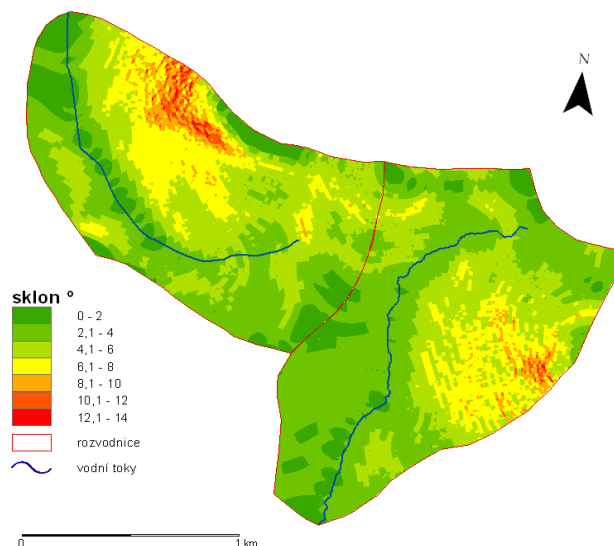 N
sklon °
0 - 2
2,1 - 4
4,1 - 6
6,1 - 8
8,1 - 10
10,1 - 12
12,1 - 14
rozvodnice
vodní toky
0 1 km